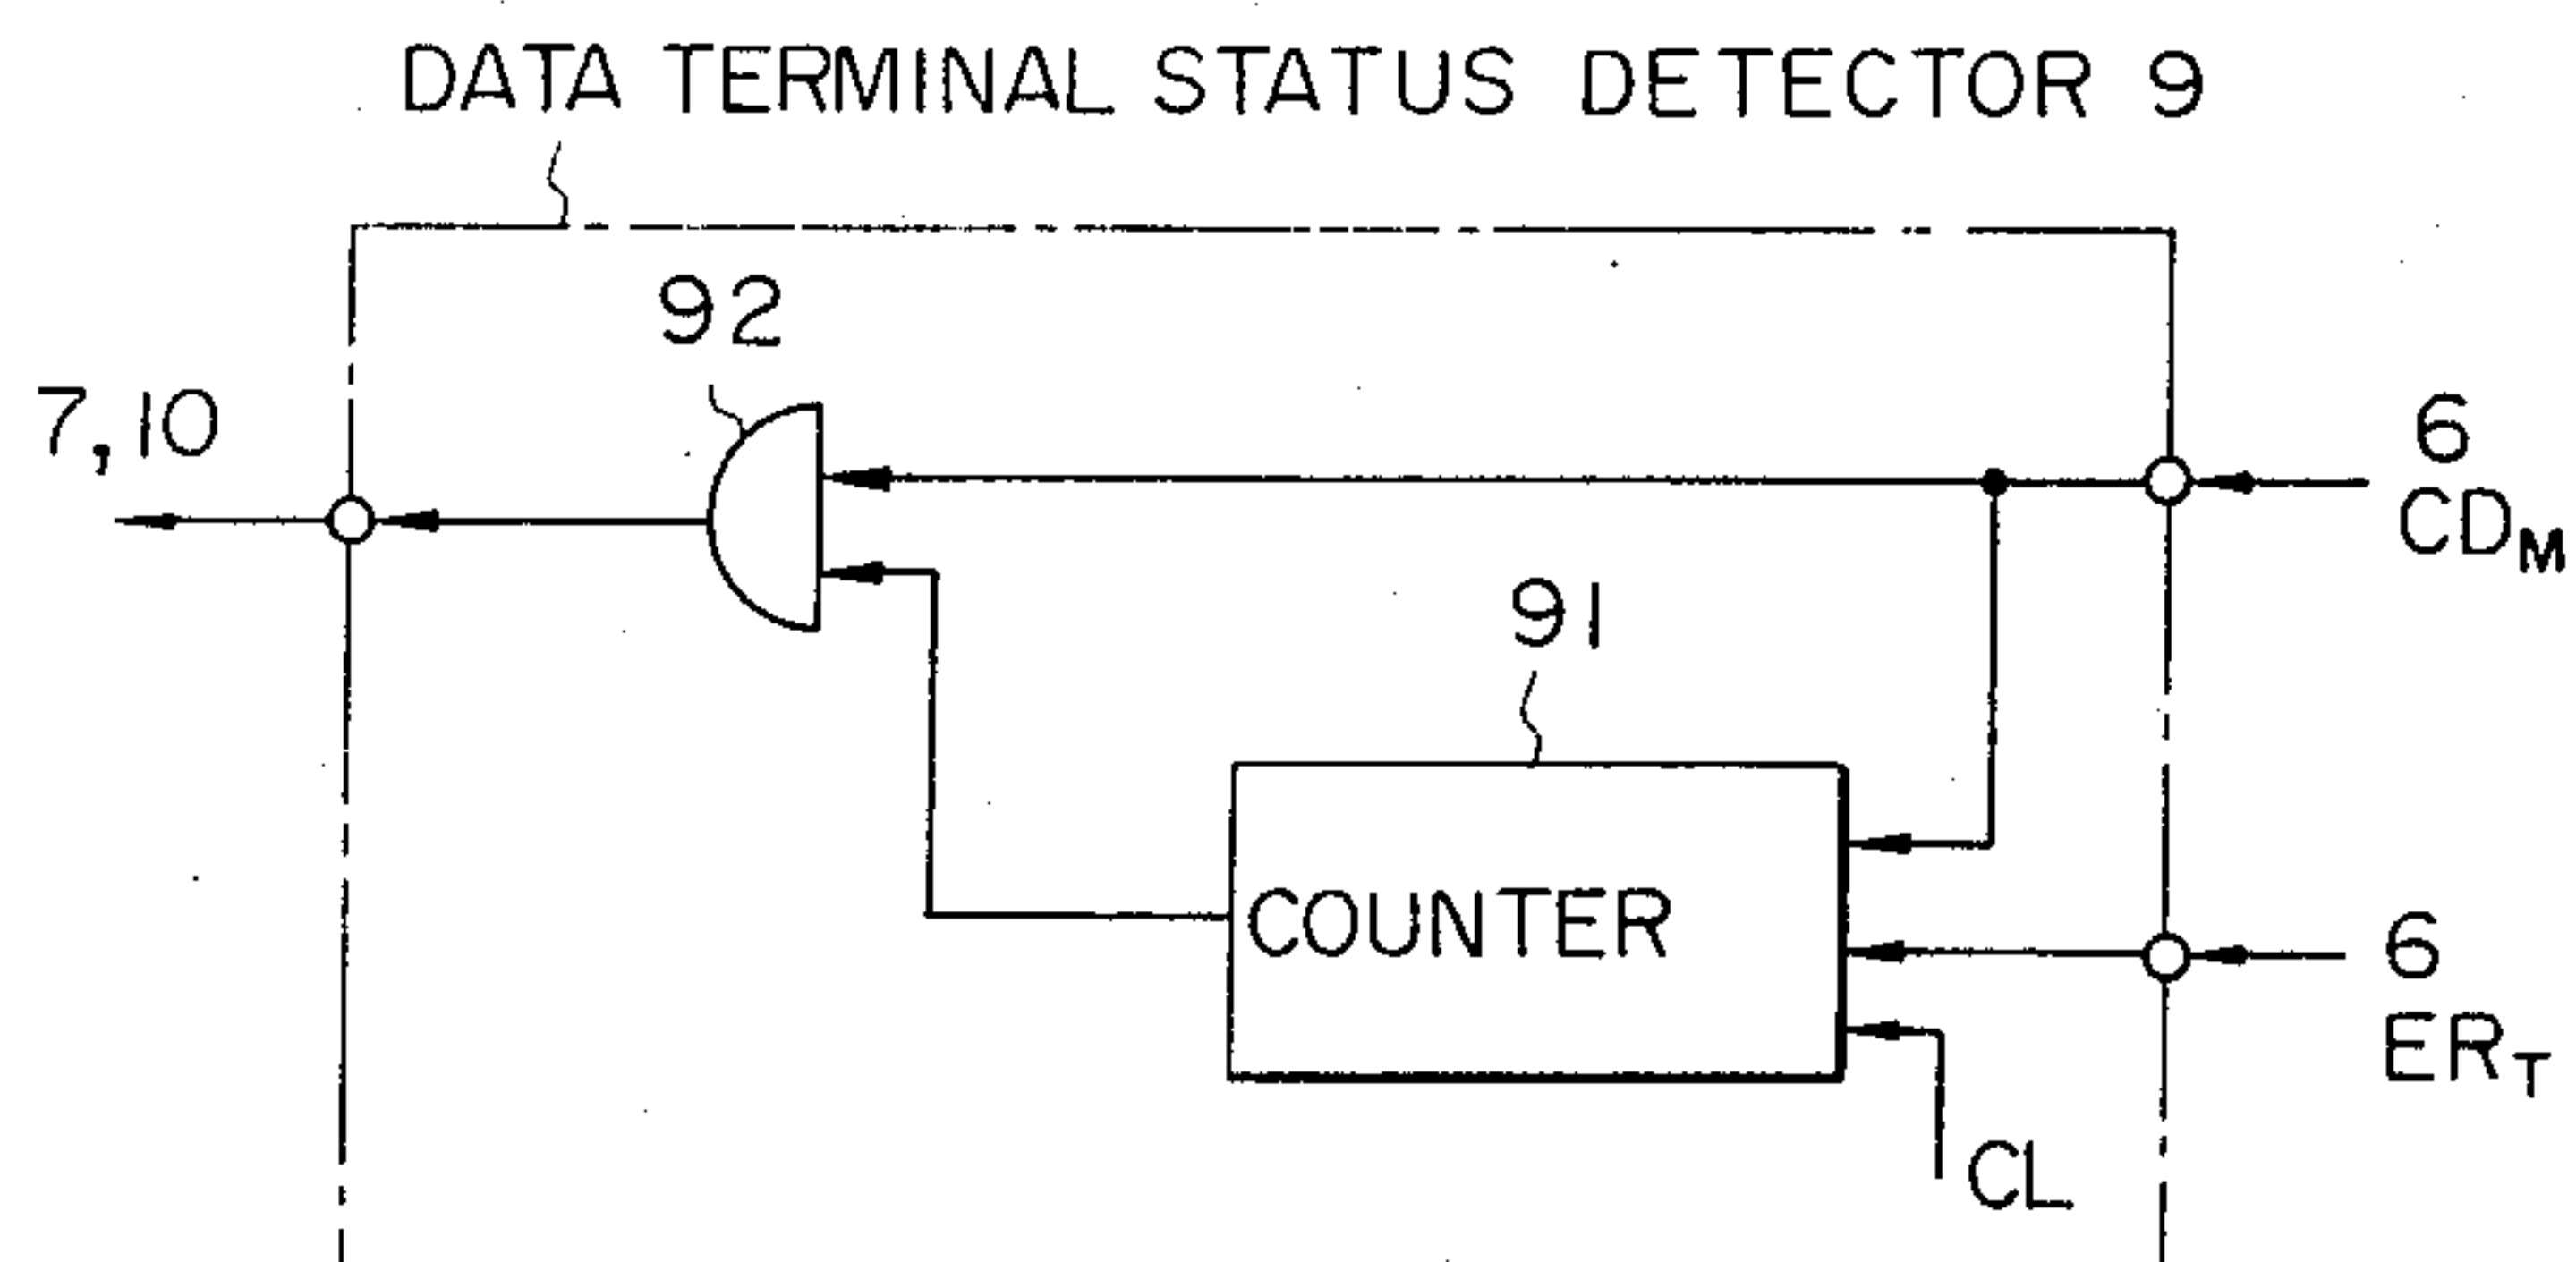 DATA TERMINAL STATUS DETECTOR 9
92
7,10
6
CDM
91
COUNTER
6
ERT
CL